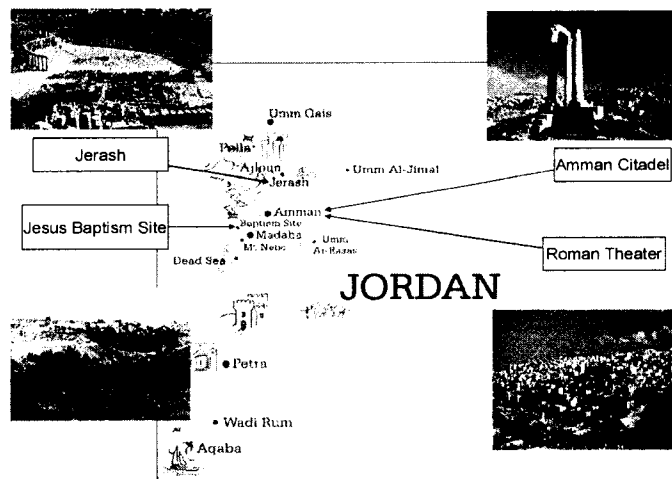 Umm Qais
Pella
Jerash
Ajloun
Jerash
Umm Al-Jimal
Amman Citadel
Amman
Jesus Baptism Site
Baptism Site
Madaba
Mt. Nebo
Umm
Al-Rasas
Roman Theater
Dead Sea
JORDAN
Petra
Wadi Rum
Aqaba